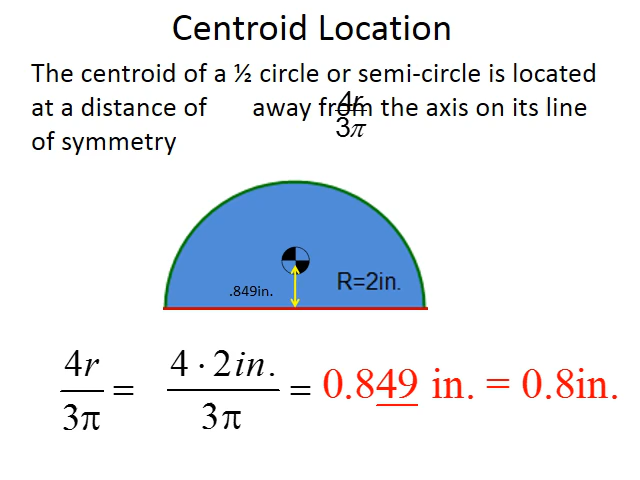 Centroid Location
The centroid of a ½ circle or semi-circle is located
at a distance of 4r/3π away from the axis on its line
of symmetry
.849in.
R=2in.
4r/3π = 4 · 2in./3π = 0.849 in. = 0.8in.